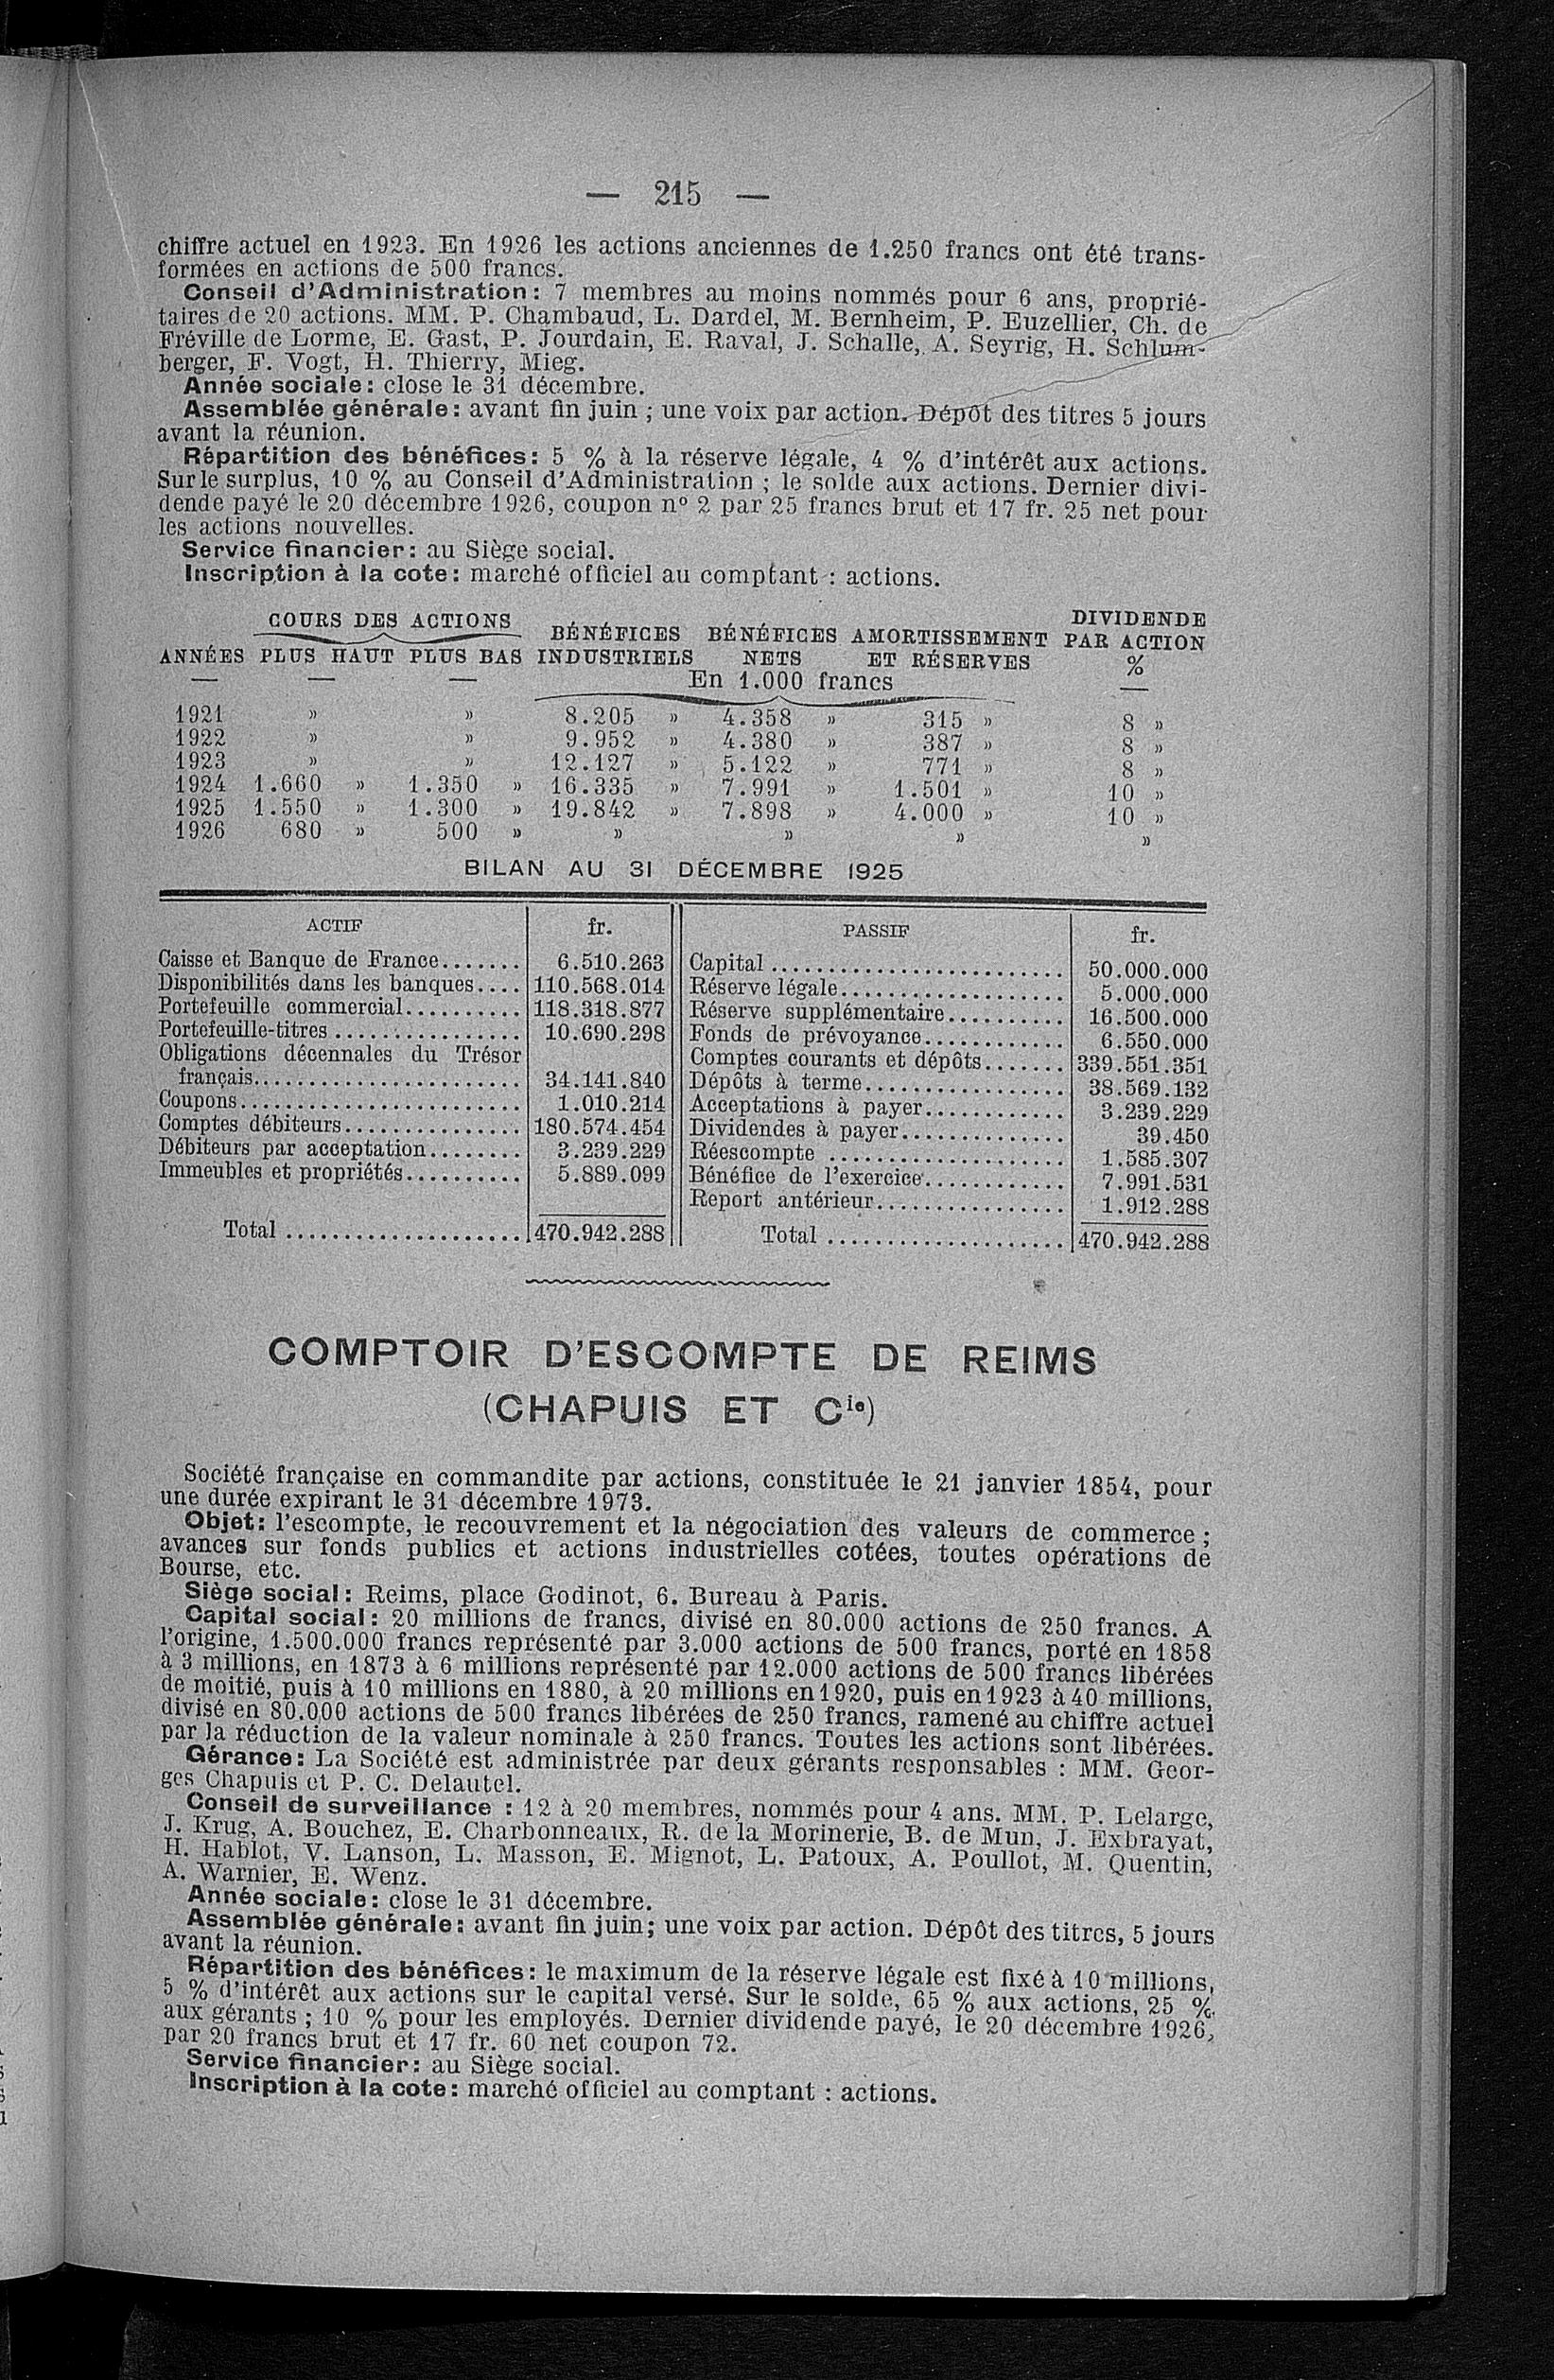 — 215 —
chiffre actuel en 1923. En 1926 les actions anciennes de 1.250 francs ont été trans-
formées en actions de 500 francs.
Conseil d'Administration: 7 membres au moins nommés pour 6 ans, proprié-
taires de 20 actions. MM. P. Chambaud, L. Dardel, M. Bernheim, P. Euzellier, Ch. de
Fréville de Lorme, E. Gast, P. Jourdain, E. Raval, J. Schalle, A. Seyrig, H. Schlum-
berger, F. Vogt, H. Thierry, Mieg.
Année sociale: close le 31 décembre.
Assemblée générale: avant fin juin ; une voix par action. Dépôt des titres 5 jours
avant la réunion.
Répartition des bénéfices: 5 % à la réserve légale, 4 % d'intérêt aux actions.
Sur le surplus, 10 % au Conseil d'Administration ; le solde aux actions. Dernier divi-
dende payé le 20 décembre 1926, coupon n° 2 par 25 francs brut et 17 fr. 25 net pour
les actions nouvelles.
Service financier: au Siège social.
Inscription à la cote: marché officiel au comptant : actions.
COURS DES ACTIONS DIVIDENDE
BÉNÉFICES BÉNÉFICES AMORTISSEMENT PAR ACTION
ANNÉES PLUS HAUT PLUS BAS INDUSTRIELS NETS ET RÉSERVES %
En 1.000 francs
1921 » » 8.205 » 4.358 » 315 » 8 »
1922 » » 9.952 » 4.380 » 387 » 8 »
1923 » » 12.127 » 5.122 » 771 » 8 »
1924 1.660 » 1.350 » 16.335 » 7.991 » 1.501 » 10 »
1925 1.550 » 1.300 » 19.842 » 7.898 » 4.000 » 10 »
1926 680 » 500 » » » » »
BILAN AU 31 DÉCEMBRE 1925
ACTIF fr.
Caisse et Banque de France....... 6.510.263
Disponibilités dans les banques.... 110.568.014
Portefeuille commercial.......... 118.318.877
Portefeuille-titres ................ 10.690.298
Obligations décennales du Trésor
français....................... 34.141.840
Coupons........................ 1.010.214
Comptes débiteurs............... 180.574.454
Débiteurs par acceptation........ 3.239.229
Immeubles et propriétés.......... 5.889.099
Total .................... 470.942.288
PASSIF fr.
Capital ......................... 50.000.000
Réserve légale................... 5.000.000
Réserve supplémentaire.......... 16.500.000
Fonds de prévoyance............ 6.550.000
Comptes courants et dépôts....... 339.551.351
Dépôts à terme................. 38.569.132
Acceptations à payer............ 3.239.229
Dividendes à payer.............. 39.450
Réescompte .................... 1.585.307
Bénéfice de l'exercice............ 7.991.531
Report antérieur................ 1.912.288
Total .................... 470.942.288
COMPTOIR D'ESCOMPTE DE REIMS
(CHAPUIS ET Cie)
Société française en commandite par actions, constituée le 21 janvier 1854, pour
une durée expirant le 31 décembre 1973.
Objet: l'escompte, le recouvrement et la négociation des valeurs de commerce ;
avances sur fonds publics et actions industrielles cotées, toutes opérations de
Bourse, etc.
Siège social: Reims, place Godinot, 6. Bureau à Paris.
Capital social: 20 millions de francs, divisé en 80.000 actions de 250 francs. A
l'origine, 1.500.000 francs représenté par 3.000 actions de 500 francs, porté en 1858
à 3 millions, en 1873 à 6 millions représenté par 12.000 actions de 500 francs libérées
de moitié, puis à 10 millions en 1880, à 20 millions en 1920, puis en 1923 à 40 millions,
divisé en 80.000 actions de 500 francs libérées de 250 francs, ramené au chiffre actuel
par la réduction de la valeur nominale à 250 francs. Toutes les actions sont libérées.
Gérance: La Société est administrée par deux gérants responsables : MM. Geor-
ges Chapuis et P. C. Delautel.
Conseil de surveillance : 12 à 20 membres, nommés pour 4 ans. MM. P. Lelarge,
J. Krug, A. Bouchez, E. Charbonneaux, R. de la Morinerie, B. de Mun, J. Exbrayat,
H. Hablot, V. Lanson, L. Masson, E. Mignot, L. Patoux, A. Poullot, M. Quentin,
A. Warnier, E. Wenz.
Année sociale: close le 31 décembre.
Assemblée générale: avant fin juin; une voix par action. Dépôt des titres, 5 jours
avant la réunion.
Répartition des bénéfices: le maximum de la réserve légale est fixé à 10 millions,
5 % d'intérêt aux actions sur le capital versé. Sur le solde, 65 % aux actions, 25 %
aux gérants ; 10 % pour les employés. Dernier dividende payé, le 20 décembre 1926,
par 20 francs brut et 17 fr. 60 net coupon 72.
Service financier: au Siège social.
Inscription à la cote: marché officiel au comptant : actions.